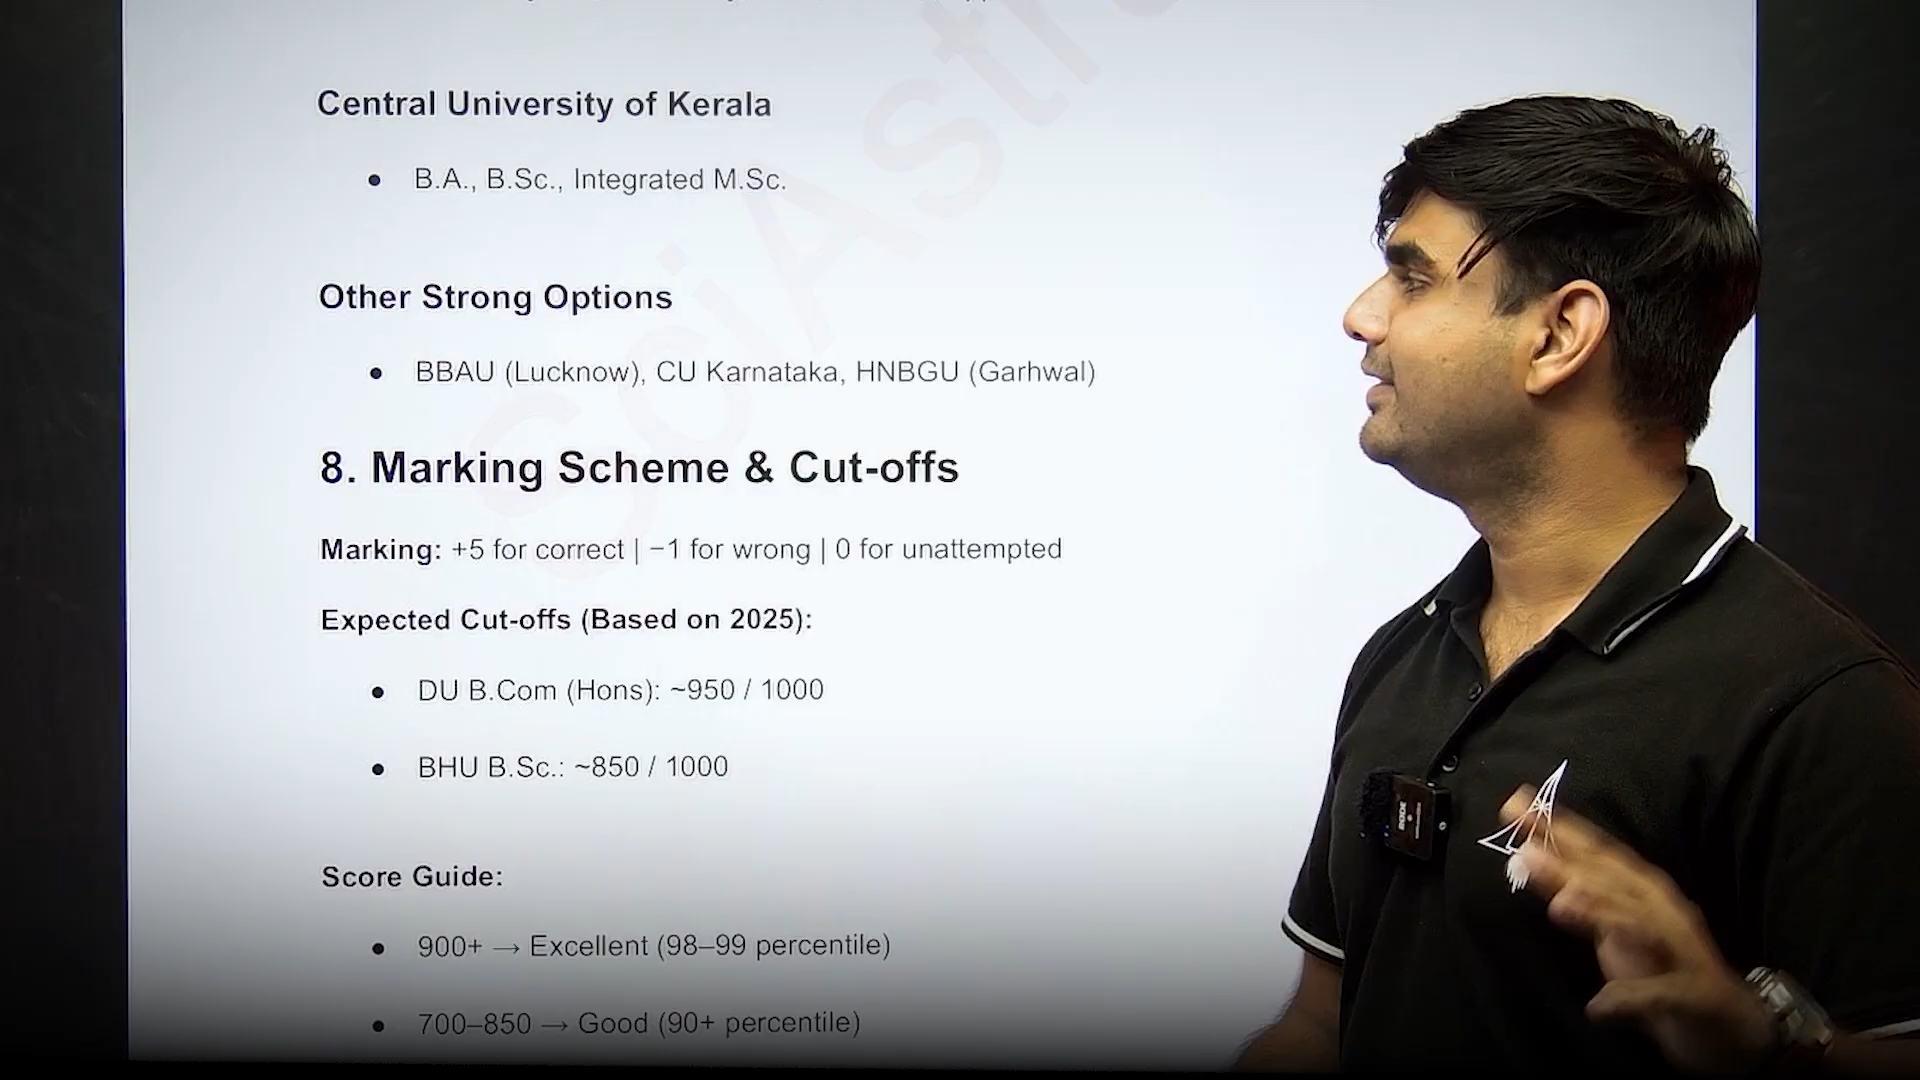 Central University of Kerala
● B.A., B.Sc., Integrated M.Sc.
Other Strong Options
● BBAU (Lucknow), CU Karnataka, HNBGU (Garhwal)
8. Marking Scheme & Cut-offs
Marking: +5 for correct | −1 for wrong | 0 for unattempted
Expected Cut-offs (Based on 2025):
● DU B.Com (Hons): ~950 / 1000
● BHU B.Sc.: ~850 / 1000
Score Guide:
● 900+ → Excellent (98–99 percentile)
● 700–850 → Good (90+ percentile)
SciAstra
RODE